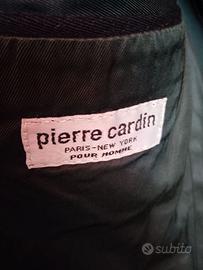 pierre cardin
PARIS-NEW YORK
POUR HOMME
subito